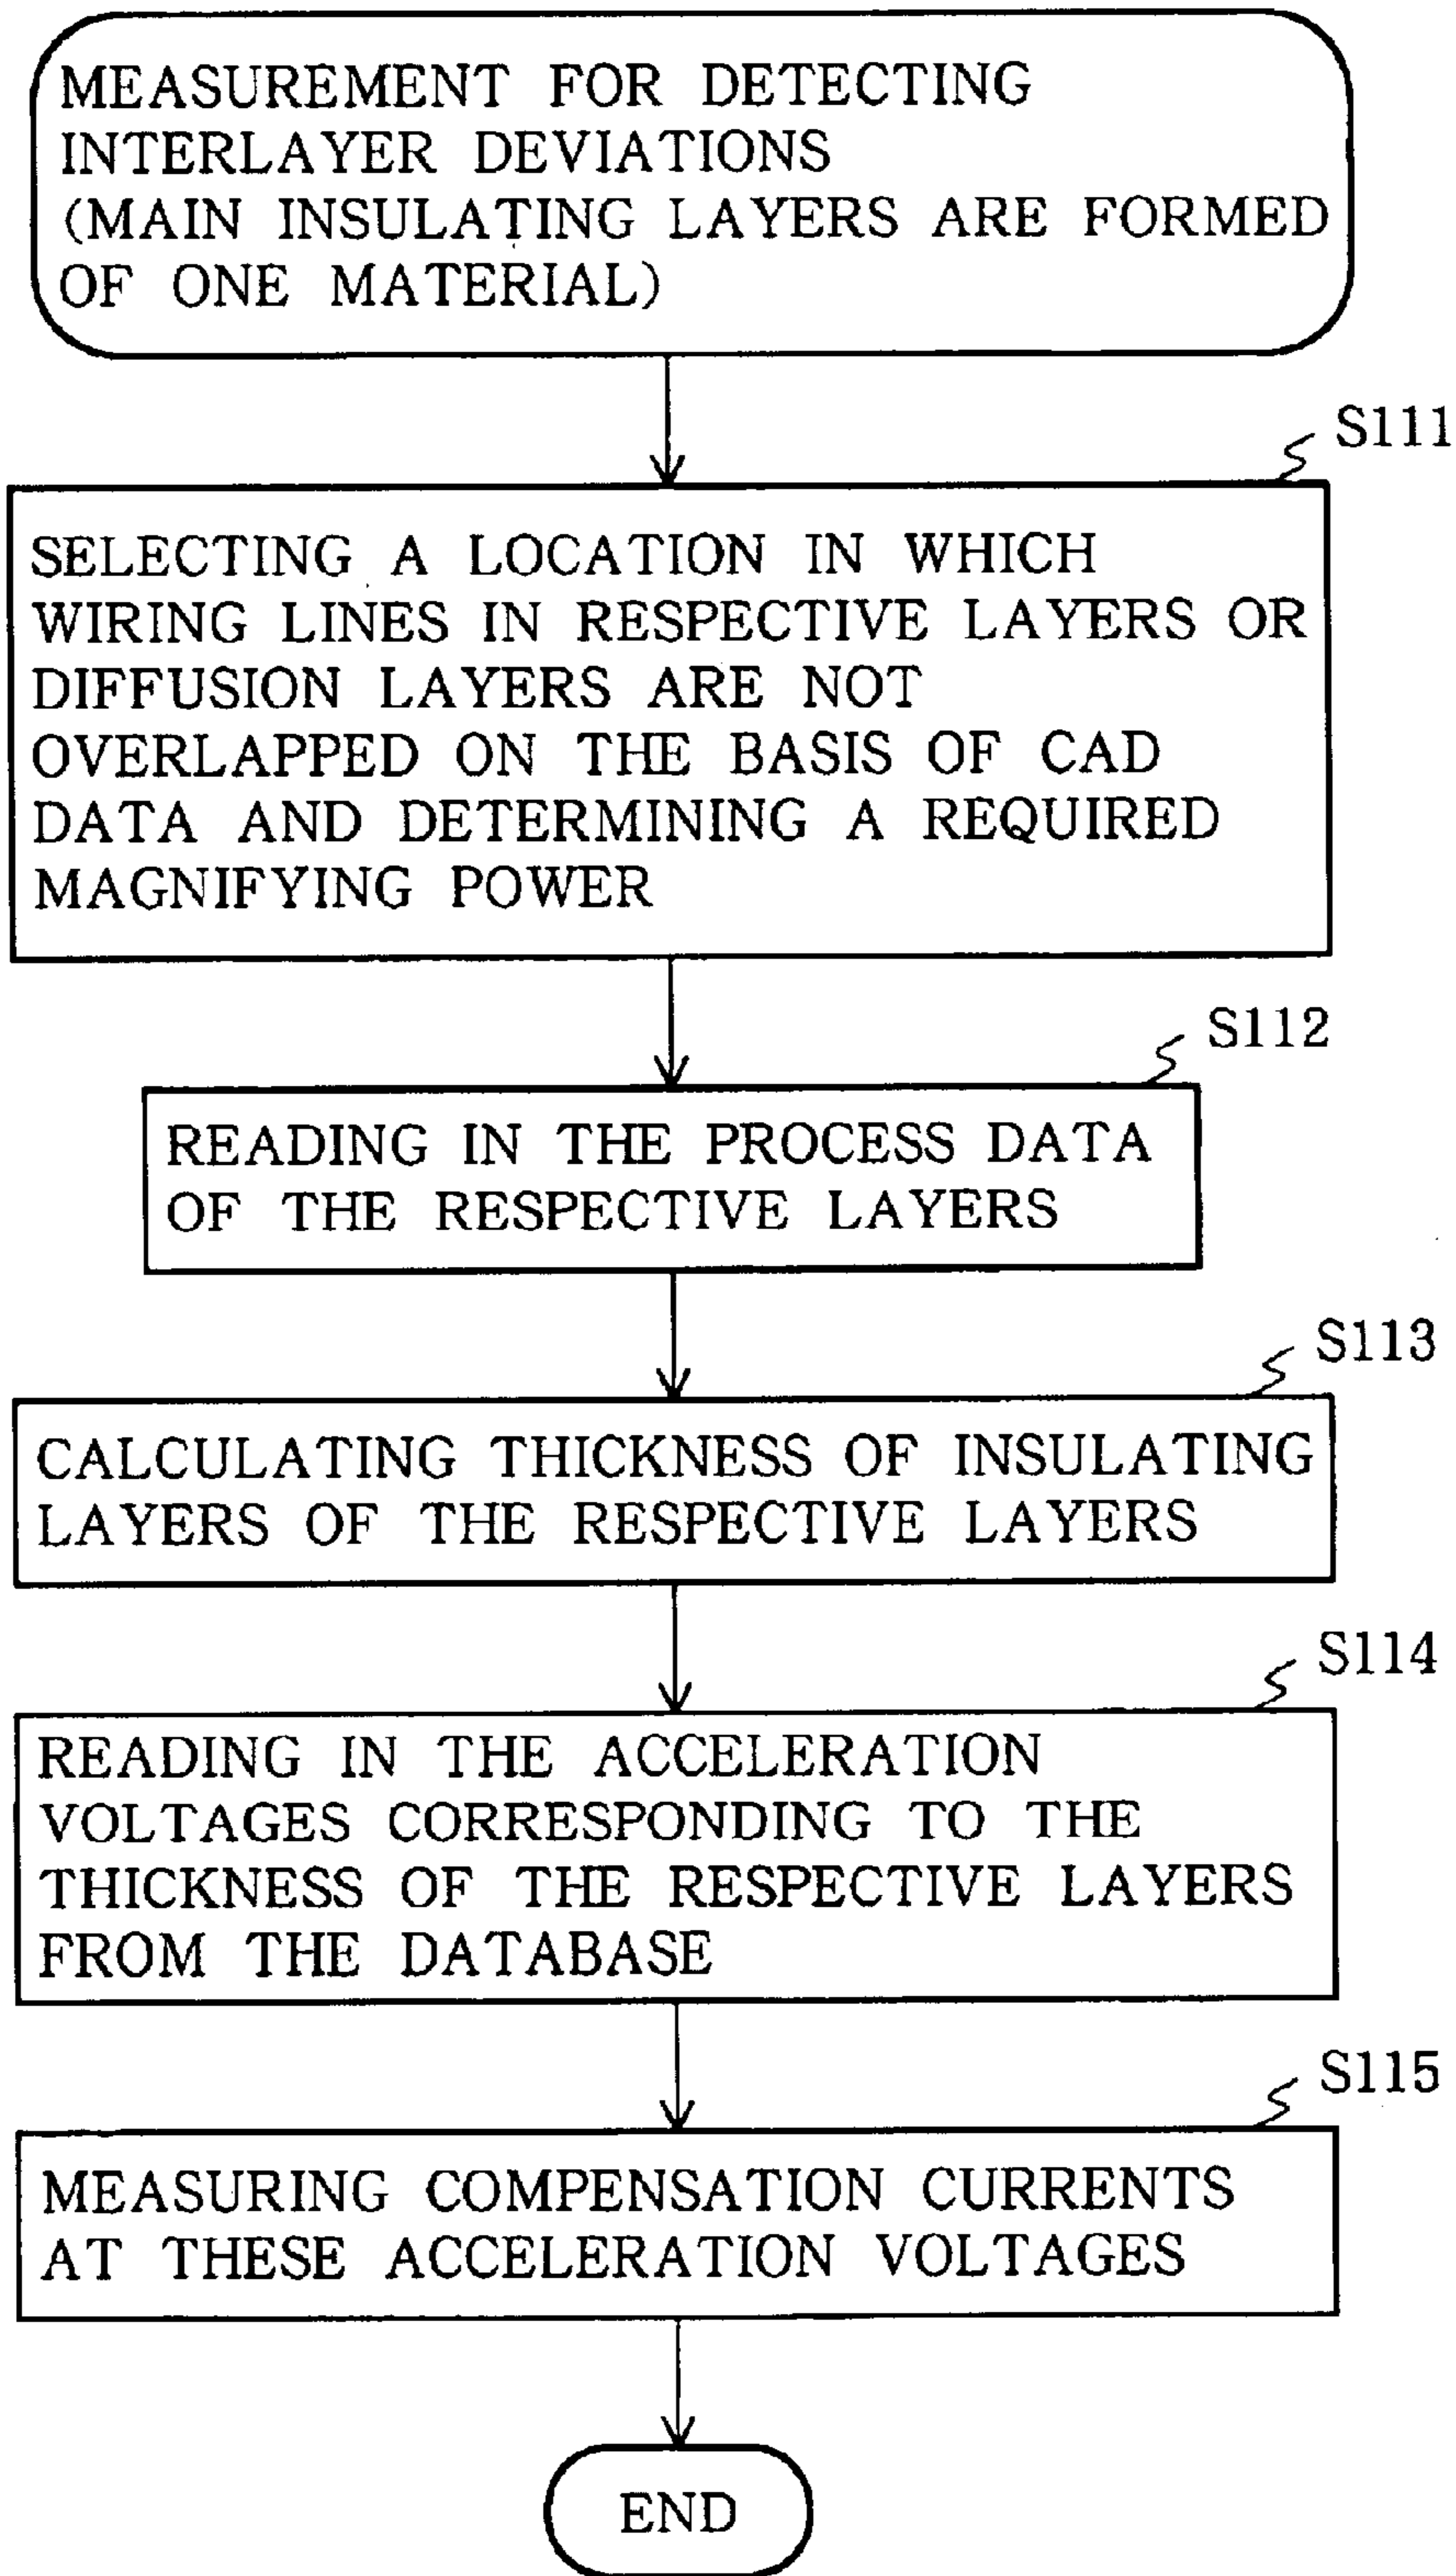 MEASUREMENT FOR DETECTING
INTERLAYER DEVIATIONS
(MAIN INSULATING LAYERS ARE FORMED
OF ONE MATERIAL)
S111
SELECTING A LOCATION IN WHICH
WIRING LINES IN RESPECTIVE LAYERS OR
DIFFUSION LAYERS ARE NOT
OVERLAPPED ON THE BASIS OF CAD
DATA AND DETERMINING A REQUIRED
MAGNIFYING POWER
S112
READING IN THE PROCESS DATA
OF THE RESPECTIVE LAYERS
S113
CALCULATING THICKNESS OF INSULATING
LAYERS OF THE RESPECTIVE LAYERS
S114
READING IN THE ACCELERATION
VOLTAGES CORRESPONDING TO THE
THICKNESS OF THE RESPECTIVE LAYERS
FROM THE DATABASE
S115
MEASURING COMPENSATION CURRENTS
AT THESE ACCELERATION VOLTAGES
END